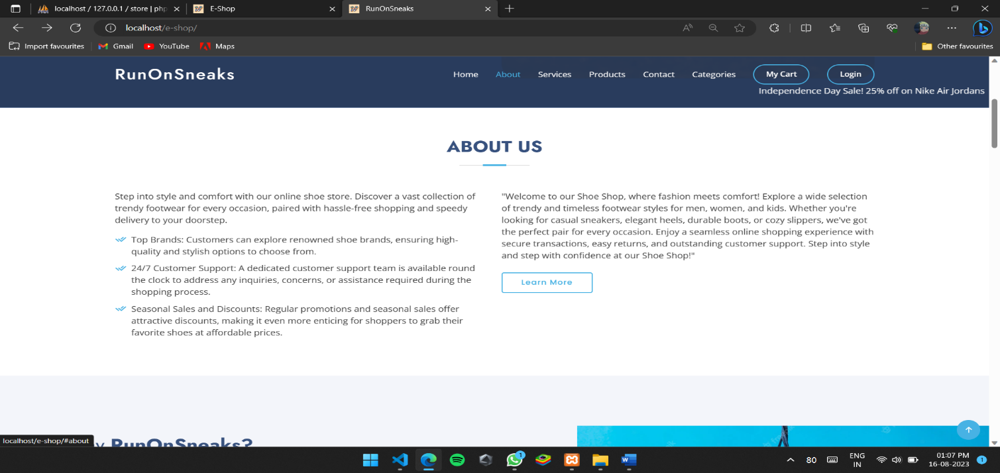 localhost / 127.0.0.1 / store | php
E-Shop
RunOnSneaks
localhost/e-shop/
Import favourites
Gmail
YouTube
Maps
Other favourites
RunOnSneaks
Home
About
Services
Products
Contact
Categories
My Cart
Login
Independence Day Sale! 25% off on Nike Air Jordans
ABOUT US
Step into style and comfort with our online shoe store. Discover a vast collection of
trendy footwear for every occasion, paired with hassle-free shopping and speedy
delivery to your doorstep.
Top Brands: Customers can explore renowned shoe brands, ensuring high-
quality and stylish options to choose from.
24/7 Customer Support: A dedicated customer support team is available round
the clock to address any inquiries, concerns, or assistance required during the
shopping process.
Seasonal Sales and Discounts: Regular promotions and seasonal sales offer
attractive discounts, making it even more enticing for shoppers to grab their
favorite shoes at affordable prices.
"Welcome to our Shoe Shop, where fashion meets comfort! Explore a wide selection
of trendy and timeless footwear styles for men, women, and kids. Whether you're
looking for casual sneakers, elegant heels, durable boots, or cozy slippers, we've got
the perfect pair for every occasion. Enjoy a seamless online shopping experience with
secure transactions, easy returns, and outstanding customer support. Step into style
and step with confidence at our Shoe Shop!"
Learn More
y RunOnSneaks?
localhost/e-shop/#about
1
80
ENG
IN
01:07 PM
16-08-2023
1